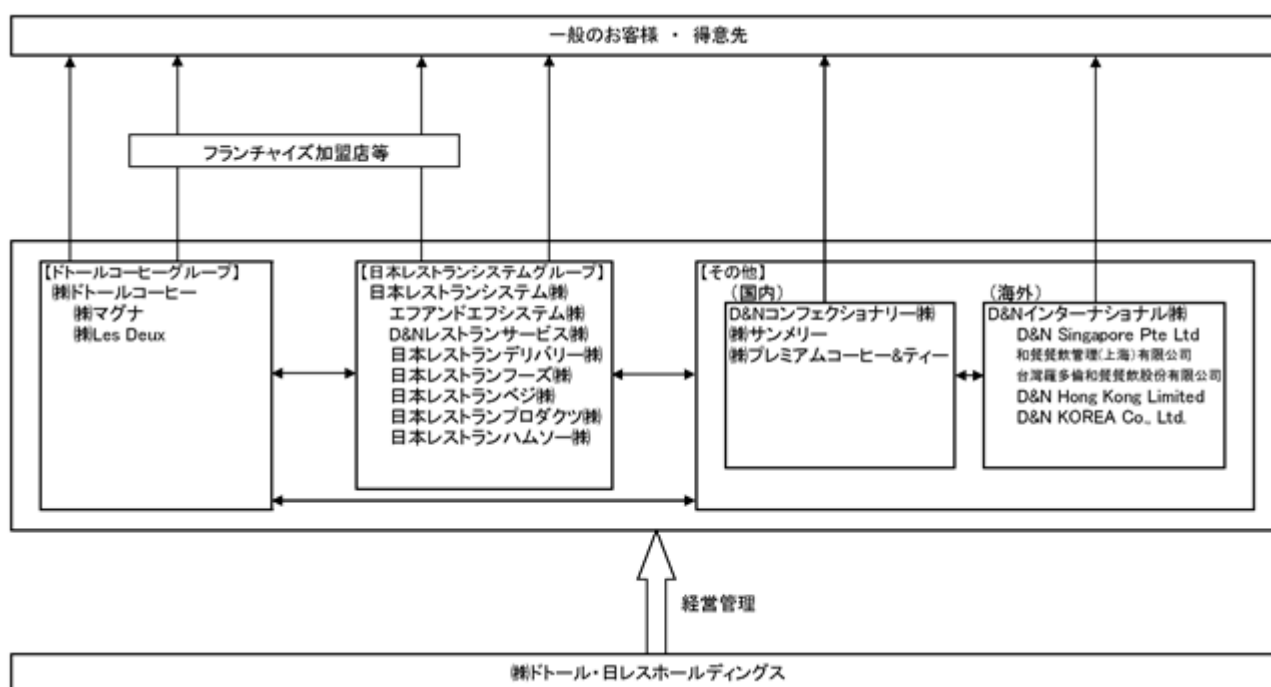 一般のお客様 ・ 得意先
フランチャイズ加盟店等
【ドトールコーヒーグループ】
㈱ドトールコーヒー
㈱マグナ
㈱Les Deux
【日本レストランシステムグループ】
日本レストランシステム㈱
エフアンドエフシステム㈱
D&Nレストランサービス㈱
日本レストランデリバリー㈱
日本レストランフーズ㈱
日本レストランベジ㈱
日本レストランプロダクツ㈱
日本レストランハムソー㈱
【その他】
(国内)
D&Nコンフェクショナリー㈱
㈱サンメリー
㈱プレミアムコーヒー&ティー
(海外)
D&Nインターナショナル㈱
D&N Singapore Pte Ltd
和餐餐飲管理(上海)有限公司
台灣羅多倫和餐餐飲股份有限公司
D&N Hong Kong Limited
D&N KOREA Co., Ltd.
経営管理
㈱ドトール・日レスホールディングス